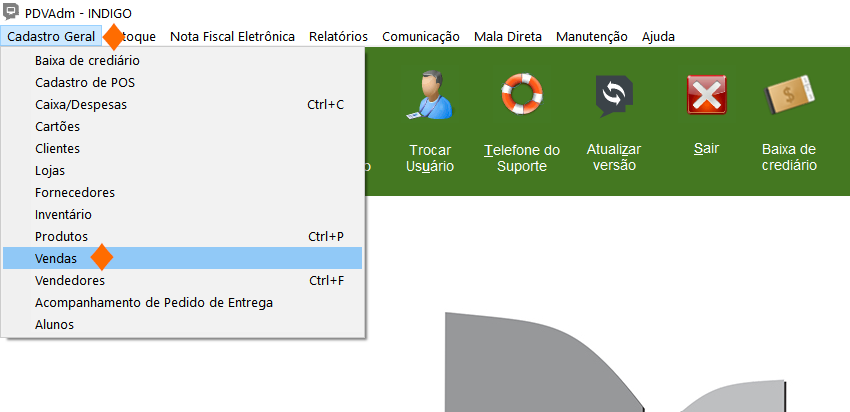 PDVAdm - INDIGO
Cadastro Geral toque Nota Fiscal Eletrônica Relatórios Comunicação Mala Direta Manutenção Ajuda
Baixa de crediário
Cadastro de POS
Caixa/Despesas Ctrl+C
Cartões
Clientes
Lojas
Fornecedores
Inventário
Produtos Ctrl+P
Vendas
Vendedores Ctrl+F
Acompanhamento de Pedido de Entrega
Alunos
Trocar
Usuário
Telefone do
Suporte
Atualizar
versão
Sair
Baixa de
crediário